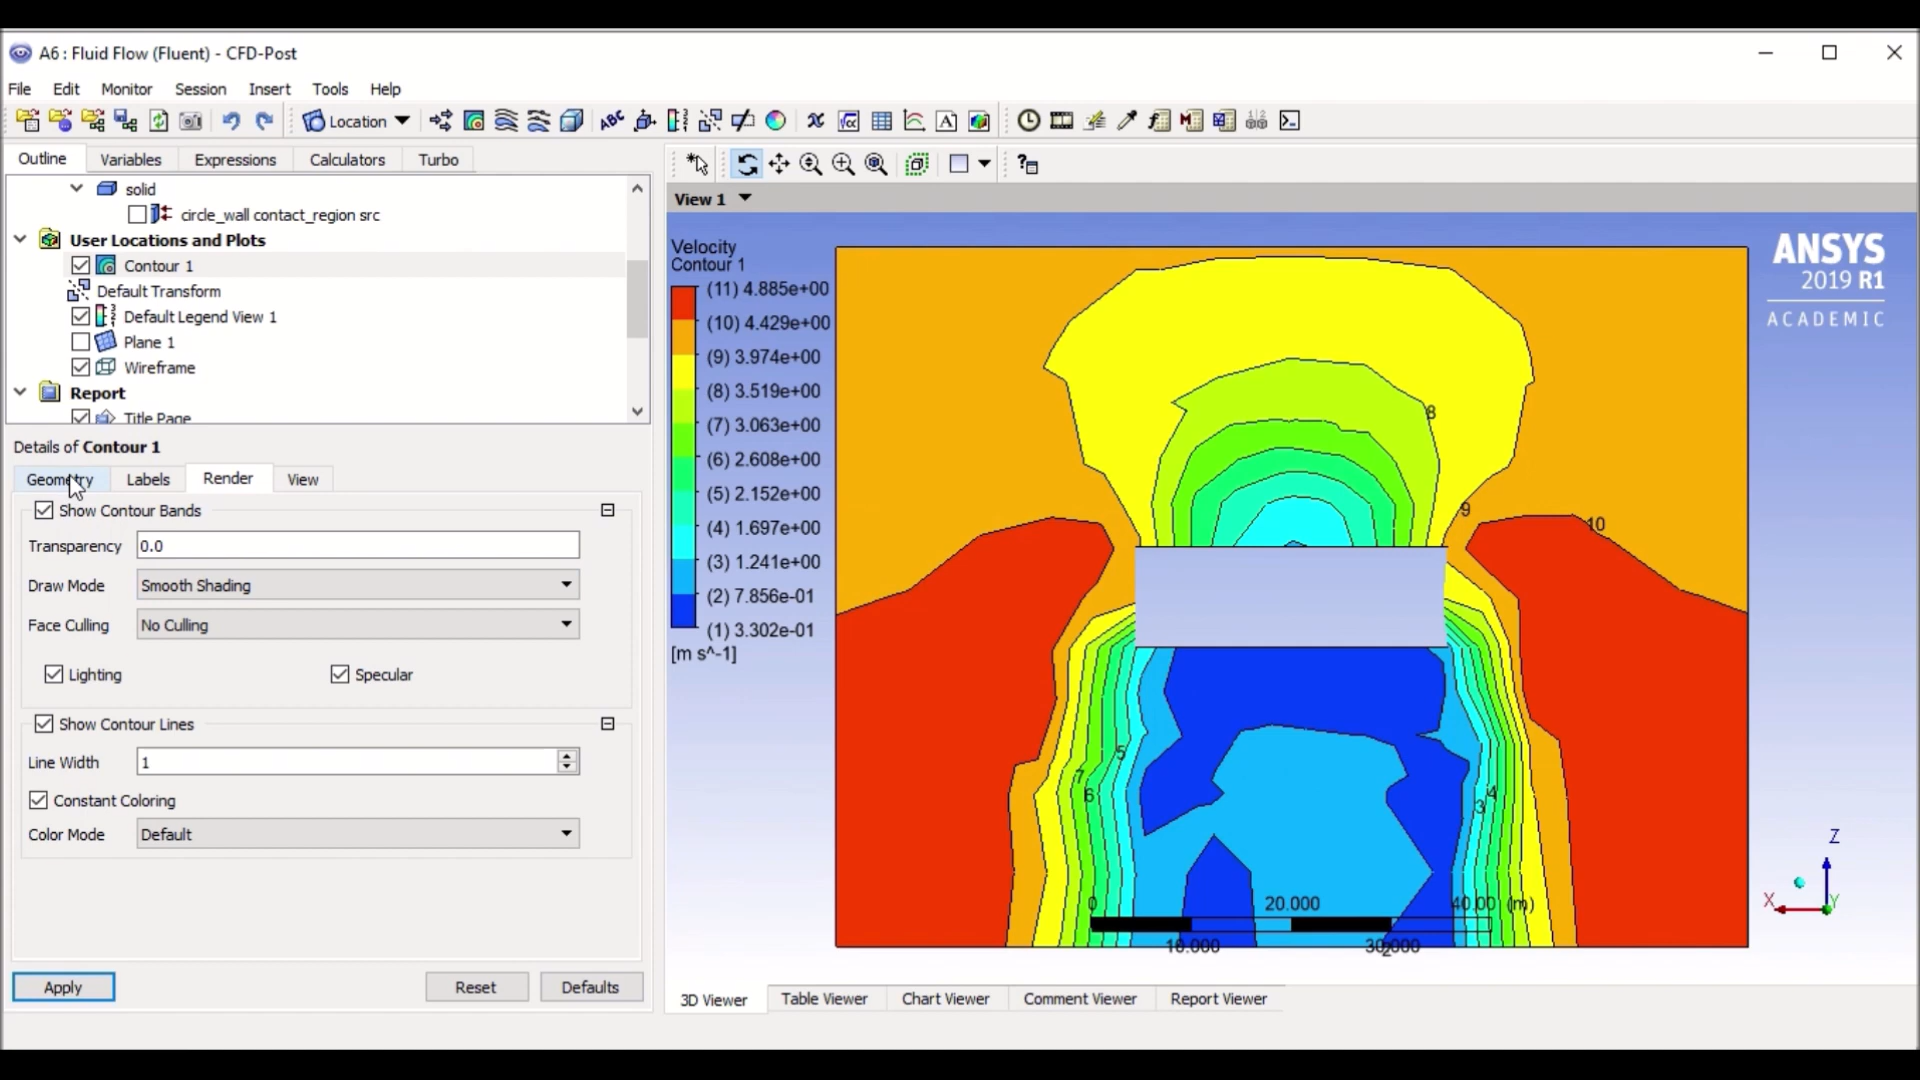 A6 : Fluid Flow (Fluent) - CFD-Post
File Edit Monitor Session Insert Tools Help
Location
Outline Variables Expressions Calculators Turbo
solid
circle_wall contact_region src
User Locations and Plots
Contour 1
Default Transform
Default Legend View 1
Plane 1
Wireframe
Report
Title Page
Details of Contour 1
Geometry Labels Render View
Show Contour Bands
Transparency 0.0
Draw Mode Smooth Shading
Face Culling No Culling
Lighting Specular
Show Contour Lines
Line Width 1
Constant Coloring
Color Mode Default
Apply Reset Defaults
View 1
Velocity
Contour 1
(11) 4.885e+00
(10) 4.429e+00
(9) 3.974e+00
(8) 3.519e+00
(7) 3.063e+00
(6) 2.608e+00
(5) 2.152e+00
(4) 1.697e+00
(3) 1.241e+00
(2) 7.856e-01
(1) 3.302e-01
[m s^-1]
ANSYS
2019 R1
ACADEMIC
8
9
10
5
7
6
4
3
2
0 20.000 40.00 (m)
10.000 30.000
Z
X Y
3D Viewer Table Viewer Chart Viewer Comment Viewer Report Viewer